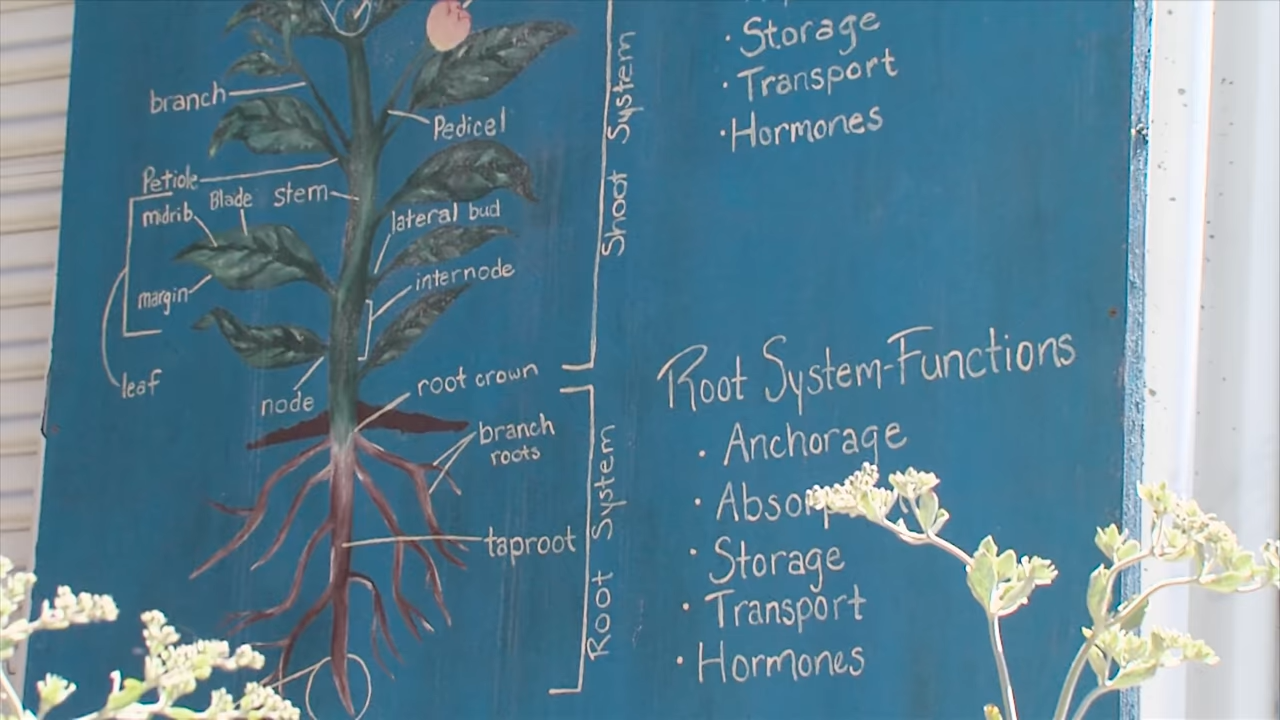 branch
Pedicel
Petiole
midrib
Blade
stem
lateral bud
margin
internode
leaf
node
root crown
branch
roots
taproot
Shoot System
Root System
· Storage
· Transport
· Hormones
Root System-Functions
· Anchorage
· Storage
· Transport
· Hormones